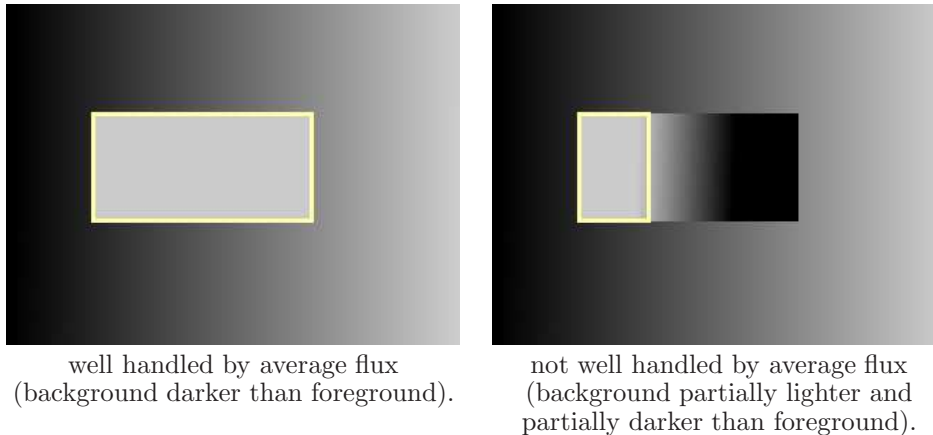 well handled by average flux
(background darker than foreground).
not well handled by average flux
(background partially lighter and
partially darker than foreground).